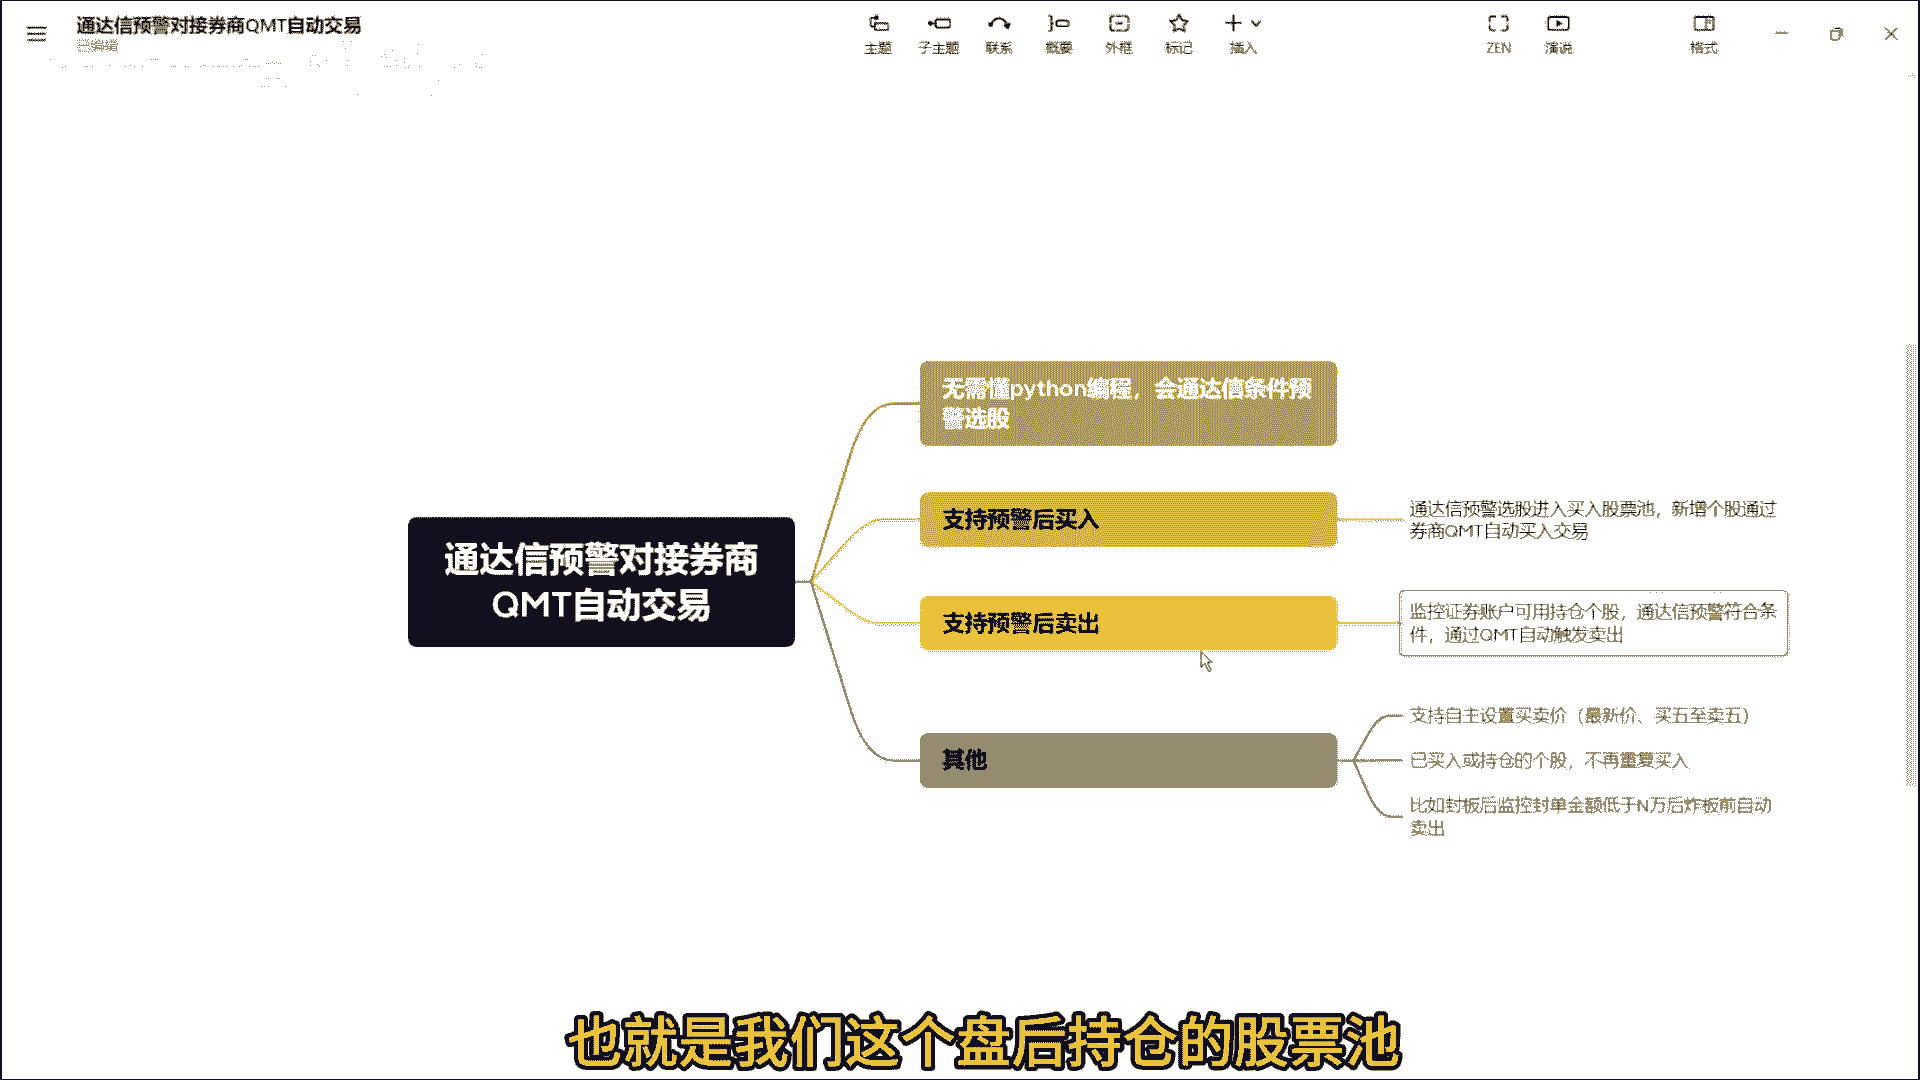 通达信预警对接券商QMT自动交易
已编辑
主题
子主题
联系
概要
外框
标记
插入
ZEN
演说
格式
无需懂python编程，会通达信条件预
警选股
支持预警后买入
通达信预警选股进入买入股票池，新增个股通过
券商QMT自动买入交易
通达信预警对接券商
QMT自动交易
支持预警后卖出
监控证券账户可用持仓个股，通达信预警符合条
件，通过QMT自动触发卖出
其他
支持自主设置买卖价（最新价、买五至卖五）
已买入或持仓的个股，不再重复买入
比如封板后监控封单金额低于N万后炸板前自动
卖出
也就是我们这个盘后持仓的股票池